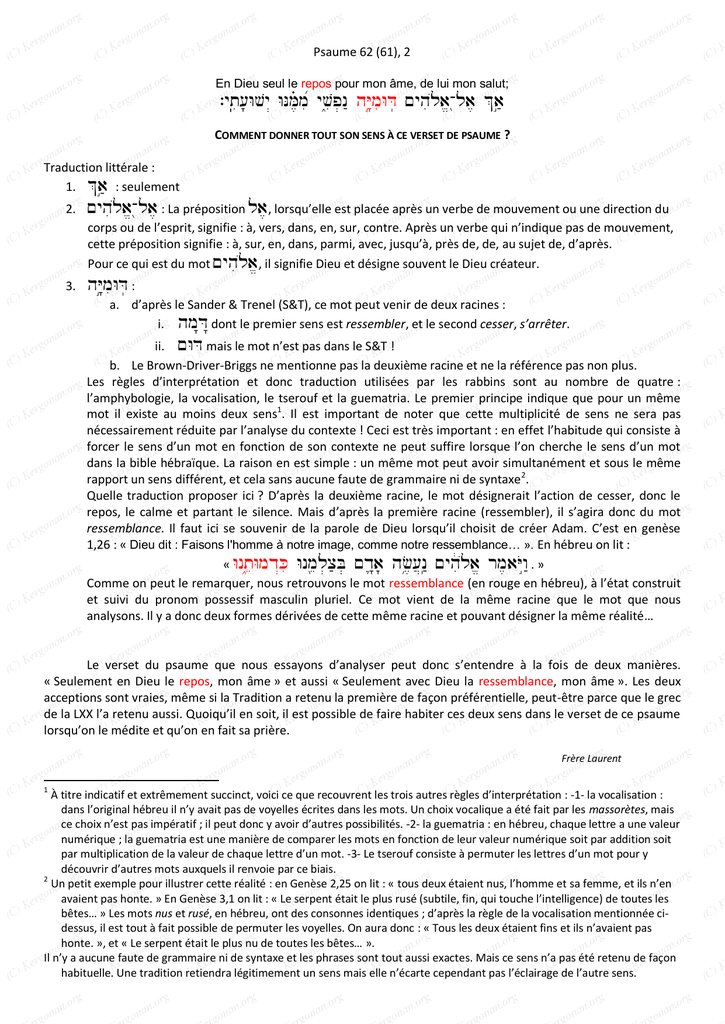 Psaume 62 (61), 2
En Dieu seul le repos pour mon âme, de lui mon salut;
אַ֣ךְ אֶל־אֱ֭לֹהִים דּֽוּמִיָּ֣ה נַפְשִׁ֑י מִ֝מֶּ֗נּוּ יְשׁוּעָתִֽי׃
COMMENT DONNER TOUT SON SENS À CE VERSET DE PSAUME ?
Traduction littérale :
1. אַ֣ךְ : seulement
2. אֶל־אֱ֭לֹהִים : La préposition אֶל, lorsqu'elle est placée après un verbe de mouvement ou une direction du
corps ou de l'esprit, signifie : à, vers, dans, en, sur, contre. Après un verbe qui n'indique pas de mouvement,
cette préposition signifie : à, sur, en, dans, parmi, avec, jusqu'à, près de, de, au sujet de, d'après.
Pour ce qui est du mot אֱלֹהִים, il signifie Dieu et désigne souvent le Dieu créateur.
3. דּֽוּמִיָּ֣ה :
a. d'après le Sander & Trenel (S&T), ce mot peut venir de deux racines :
i. דָּמָה dont le premier sens est ressembler, et le second cesser, s'arrêter.
ii. דּוּם mais le mot n'est pas dans le S&T !
b. Le Brown-Driver-Briggs ne mentionne pas la deuxième racine et ne la référence pas non plus.
Les règles d'interprétation et donc traduction utilisées par les rabbins sont au nombre de quatre :
l'amphybologie, la vocalisation, le tserouf et la guematria. Le premier principe indique que pour un même
mot il existe au moins deux sens¹. Il est important de noter que cette multiplicité de sens ne sera pas
nécessairement réduite par l'analyse du contexte ! Ceci est très important : en effet l'habitude qui consiste à
forcer le sens d'un mot en fonction de son contexte ne peut suffire lorsque l'on cherche le sens d'un mot
dans la bible hébraïque. La raison en est simple : un même mot peut avoir simultanément et sous le même
rapport un sens différent, et cela sans aucune faute de grammaire ni de syntaxe².
Quelle traduction proposer ici ? D'après la deuxième racine, le mot désignerait l'action de cesser, donc le
repos, le calme et partant le silence. Mais d'après la première racine (ressembler), il s'agira donc du mot
ressemblance. Il faut ici se souvenir de la parole de Dieu lorsqu'il choisit de créer Adam. C'est en genèse
1,26 : « Dieu dit : Faisons l'homme à notre image, comme notre ressemblance… ». En hébreu on lit :
« וַיֹּ֣אמֶר אֱלֹהִ֔ים נַֽעֲשֶׂ֥ה אָדָ֛ם בְּצַלְמֵ֖נוּ כִּדְמוּתֵ֑נוּ . »
Comme on peut le remarquer, nous retrouvons le mot ressemblance (en rouge en hébreu), à l'état construit
et suivi du pronom possessif masculin pluriel. Ce mot vient de la même racine que le mot que nous
analysons. Il y a donc deux formes dérivées de cette même racine et pouvant désigner la même réalité…
Le verset du psaume que nous essayons d'analyser peut donc s'entendre à la fois de deux manières.
« Seulement en Dieu le repos, mon âme » et aussi « Seulement avec Dieu la ressemblance, mon âme ». Les deux
acceptions sont vraies, même si la Tradition a retenu la première de façon préférentielle, peut-être parce que le grec
de la LXX l'a retenu aussi. Quoiqu'il en soit, il est possible de faire habiter ces deux sens dans le verset de ce psaume
lorsqu'on le médite et qu'on en fait sa prière.
Frère Laurent
¹ À titre indicatif et extrêmement succinct, voici ce que recouvrent les trois autres règles d'interprétation : -1- la vocalisation :
dans l'original hébreu il n'y avait pas de voyelles écrites dans les mots. Un choix vocalique a été fait par les massorètes, mais
ce choix n'est pas impératif ; il peut donc y avoir d'autres possibilités. -2- la guematria : en hébreu, chaque lettre a une valeur
numérique ; la guematria est une manière de comparer les mots en fonction de leur valeur numérique soit par addition soit
par multiplication de la valeur de chaque lettre d'un mot. -3- Le tserouf consiste à permuter les lettres d'un mot pour y
découvrir d'autres mots auxquels il renvoie par ce biais.
² Un petit exemple pour illustrer cette réalité : en Genèse 2,25 on lit : « tous deux étaient nus, l'homme et sa femme, et ils n'en
avaient pas honte. » En Genèse 3,1 on lit : « Le serpent était le plus rusé (subtile, fin, qui touche l'intelligence) de toutes les
bêtes… » Les mots nus et rusé, en hébreu, ont des consonnes identiques ; d'après la règle de la vocalisation mentionnée ci-
dessus, il est tout à fait possible de permuter les voyelles. On aura donc : « Tous les deux étaient fins et ils n'avaient pas
honte. », et « Le serpent était le plus nu de toutes les bêtes… ».
Il n'y a aucune faute de grammaire ni de syntaxe et les phrases sont tout aussi exactes. Mais ce sens n'a pas été retenu de façon
habituelle. Une tradition retiendra légitimement un sens mais elle n'écarte cependant pas l'éclairage de l'autre sens.
(C) Kergonan.org